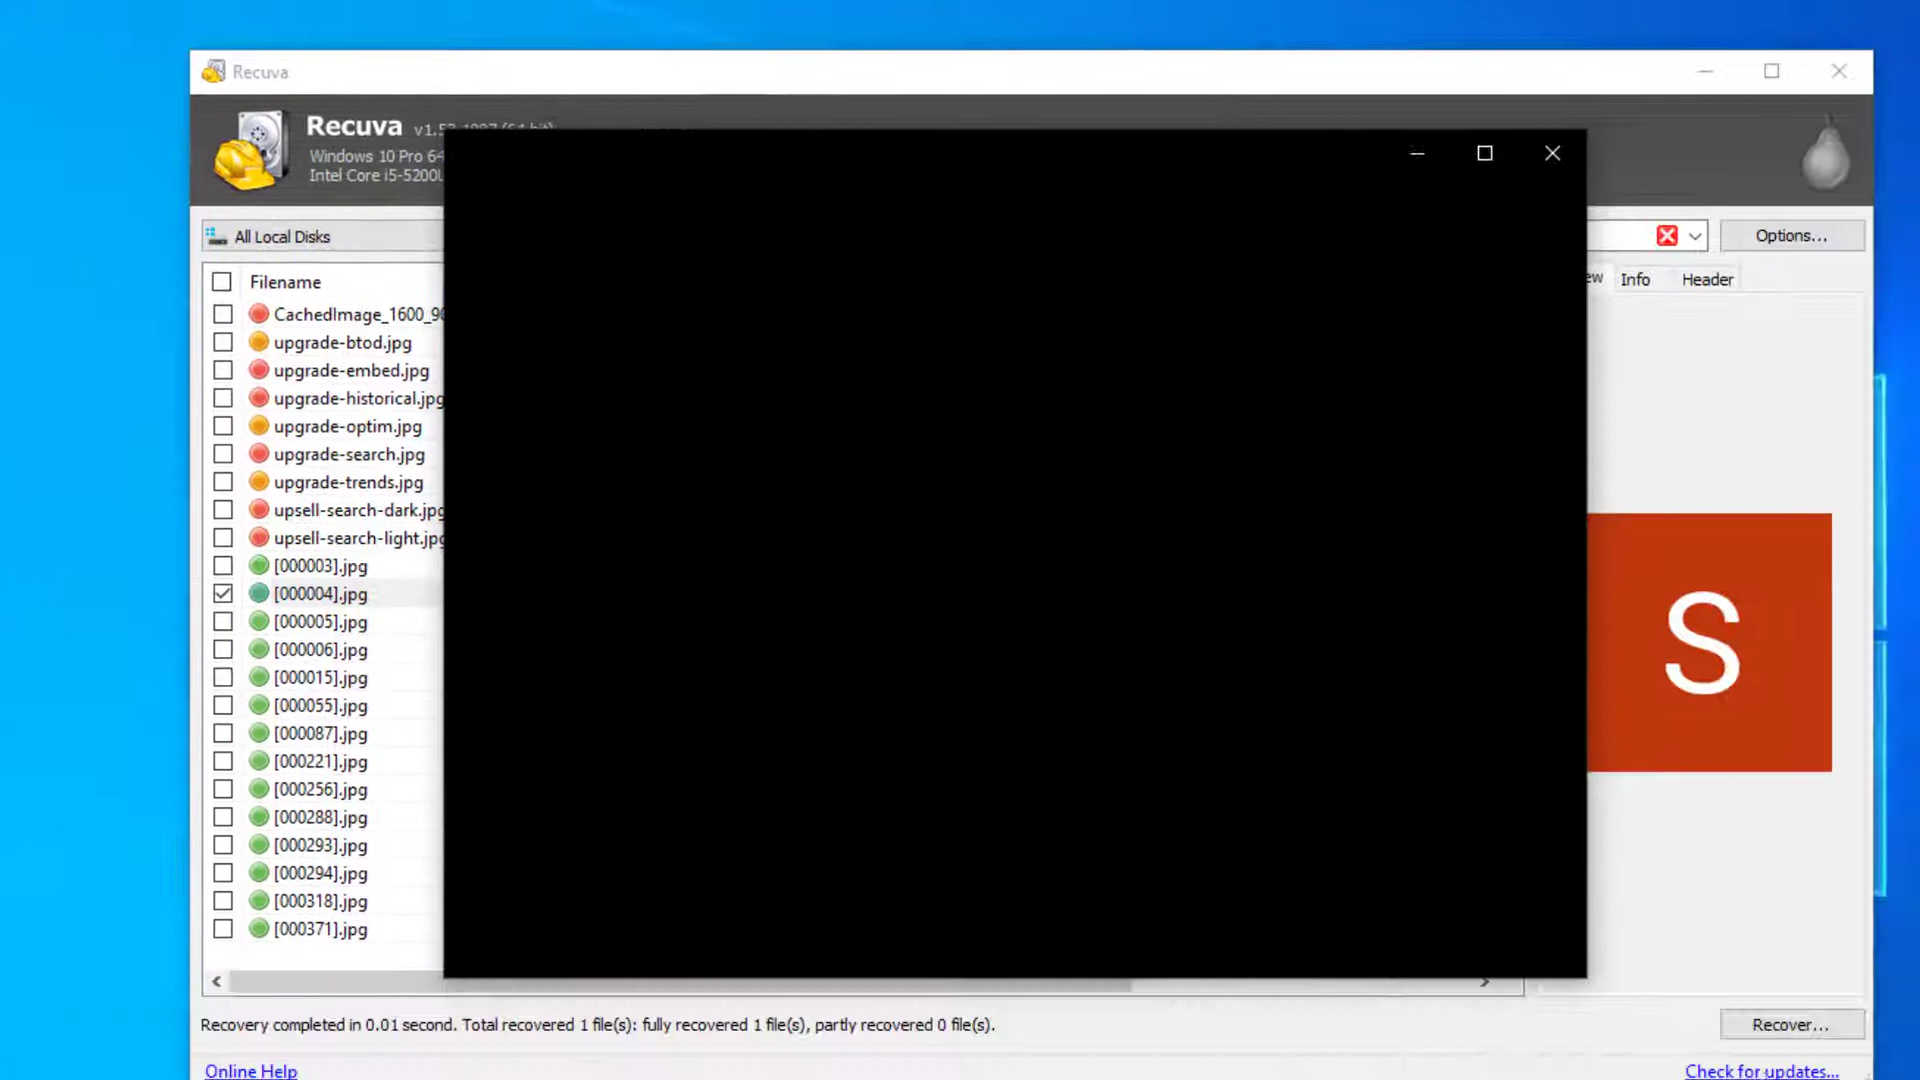 Recuva
Recuva
Windows 10 Pro 64
Intel Core i5-5200U
All Local Disks
Options...
Filename
Info
Header
CachedImage_1600_90
upgrade-btod.jpg
upgrade-embed.jpg
upgrade-historical.jpg
upgrade-optim.jpg
upgrade-search.jpg
upgrade-trends.jpg
upsell-search-dark.jpg
upsell-search-light.jpg
[000003].jpg
[000004].jpg
[000005].jpg
[000006].jpg
[000015].jpg
[000055].jpg
[000087].jpg
[000221].jpg
[000256].jpg
[000288].jpg
[000293].jpg
[000294].jpg
[000318].jpg
[000371].jpg
S
Recovery completed in 0.01 second. Total recovered 1 file(s): fully recovered 1 file(s), partly recovered 0 file(s).
Recover...
Online Help
Check for updates...